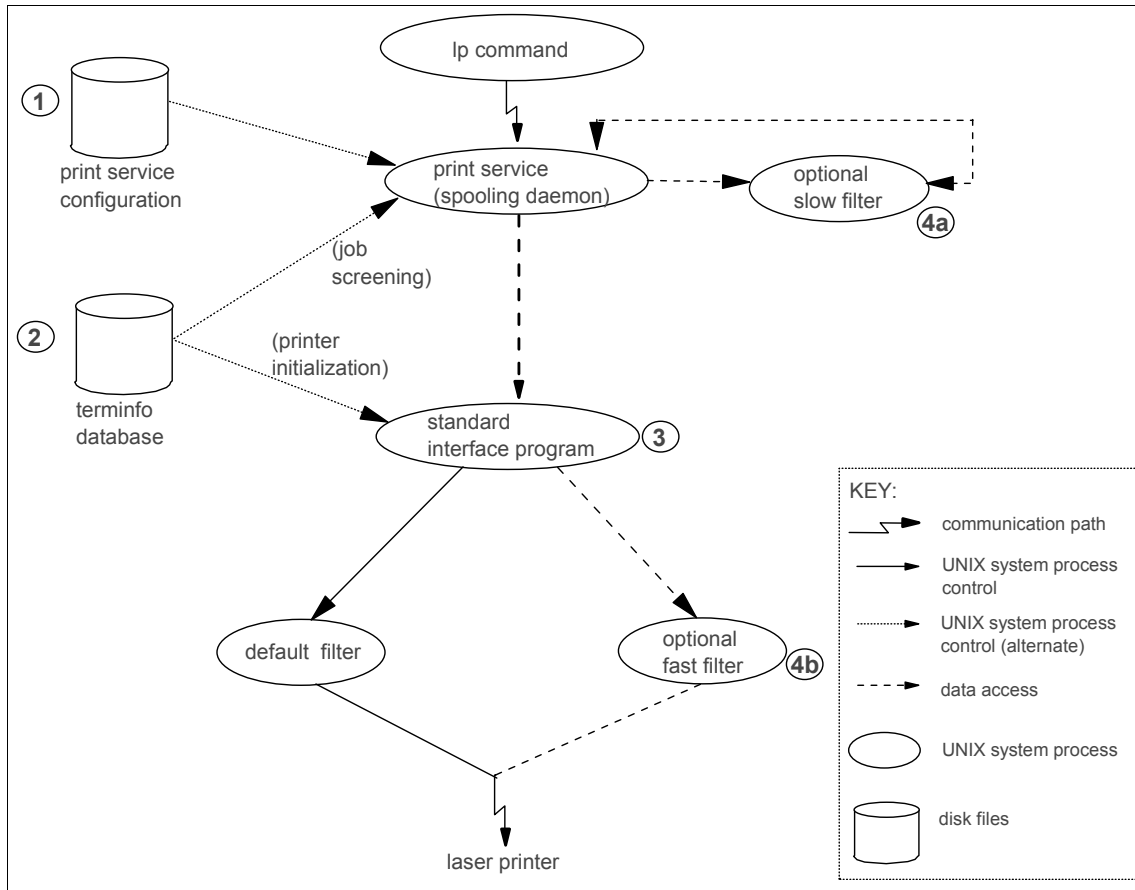 lp command
1
print service
configuration
print service
(spooling daemon)
optional
slow filter
4a
(job
screening)
2
terminfo
database
(printer
initialization)
standard
interface program
3
default filter
optional
fast filter
4b
laser printer
KEY:
communication path
UNIX system process
control
UNIX system process
control (alternate)
data access
UNIX system process
disk files